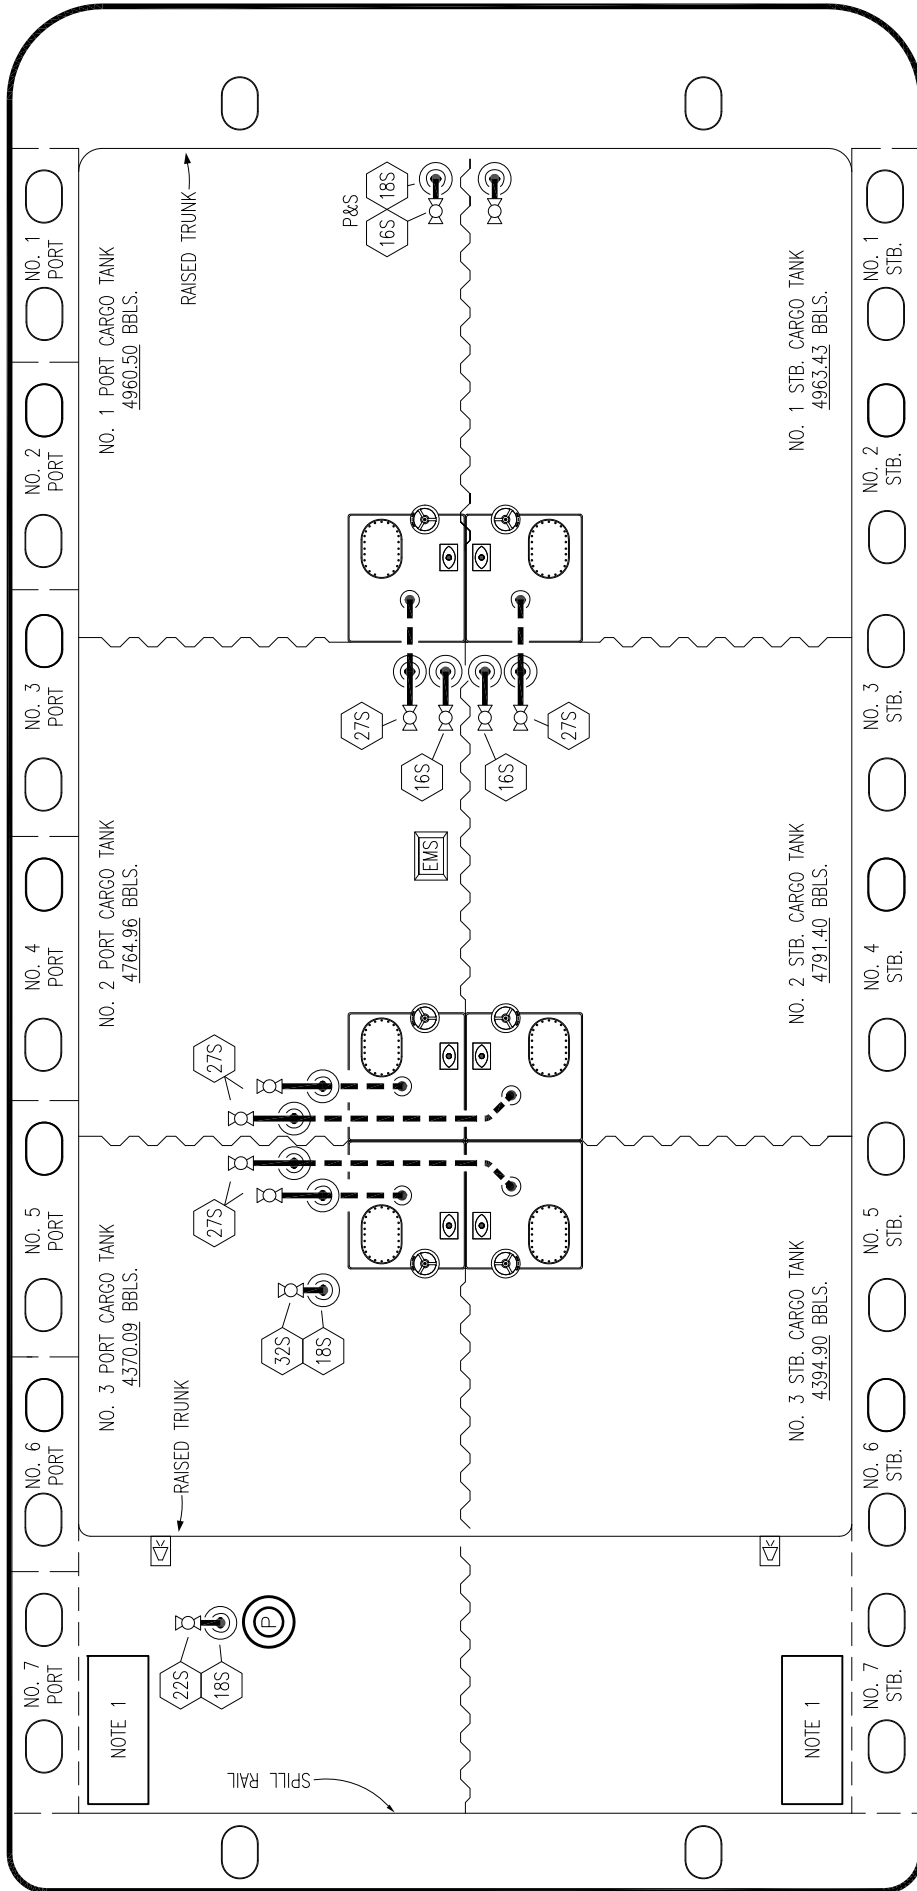 NO. 1
PORT
NO. 2
PORT
NO. 3
PORT
NO. 4
PORT
NO. 5
PORT
NO. 6
PORT
NO. 7
PORT
RAISED TRUNK
NO. 1 PORT CARGO TANK
4960.50 BBLS.
P&S
16S
18S
NO. 2 PORT CARGO TANK
4764.96 BBLS.
27S
16S
16S
27S
EMS
27S
27S
NO. 3 PORT CARGO TANK
4370.09 BBLS.
32S
18S
RAISED TRUNK
22S
18S
P
NOTE 1
SPILL RAIL
NOTE 1
NO. 1 STB. CARGO TANK
4963.43 BBLS.
NO. 2 STB. CARGO TANK
4791.40 BBLS.
NO. 3 STB. CARGO TANK
4394.90 BBLS.
NO. 1
STB.
NO. 2
STB.
NO. 3
STB.
NO. 4
STB.
NO. 5
STB.
NO. 6
STB.
NO. 7
STB.